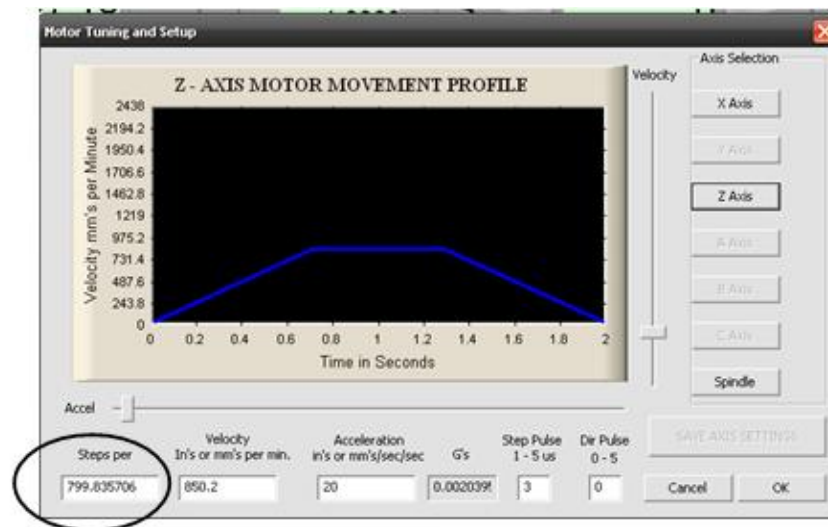 Motor Tuning and Setup
Z - AXIS MOTOR MOVEMENT PROFILE
Velocity mm's per Minute
2438
2194.2
1950.4
1706.6
1462.8
1219
975.2
731.4
487.6
243.8
0
0 0.2 0.4 0.6 0.8 1 1.2 1.4 1.6 1.8 2
Time in Seconds
Velocity
Axis Selection
X Axis
Y Axis
Z Axis
A Axis
B Axis
C Axis
Spindle
Accel
Steps per
799.835706
Velocity
In's or mm's per min.
850.2
Acceleration
in's or mm's/sec/sec
20
G's
0.0020395
Step Pulse
1 - 5 us
3
Dir Pulse
0 - 5
0
SAVE AXIS SETTINGS
Cancel
OK